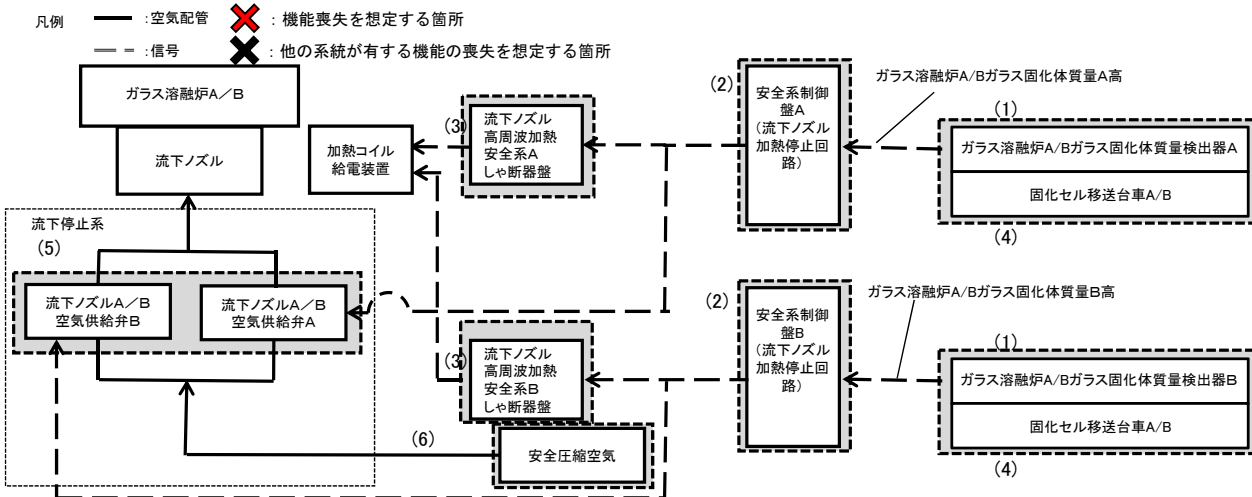 凡例
:空気配管
: 機能喪失を想定する箇所
:信号
: 他の系統が有する機能の喪失を想定する箇所
ガラス溶融炉A/B
流下ノズル
加熱コイル
給電装置
(3)
流下ノズル
高周波加熱
安全系A
しゃ断器盤
(2)
安全系制御
盤A
(流下ノズル
加熱停止回
路)
ガラス溶融炉A/Bガラス固化体質量A高
(1)
ガラス溶融炉A/Bガラス固化体質量検出器A
固化セル移送台車A/B
(4)
流下停止系
(5)
流下ノズルA/B
空気供給弁B
流下ノズルA/B
空気供給弁A
(3)
流下ノズル
高周波加熱
安全系B
しゃ断器盤
(6)
安全圧縮空気
(2)
安全系制御
盤B
(流下ノズル
加熱停止回
路)
ガラス溶融炉A/Bガラス固化体質量B高
(1)
ガラス溶融炉A/Bガラス固化体質量検出器B
固化セル移送台車A/B
(4)